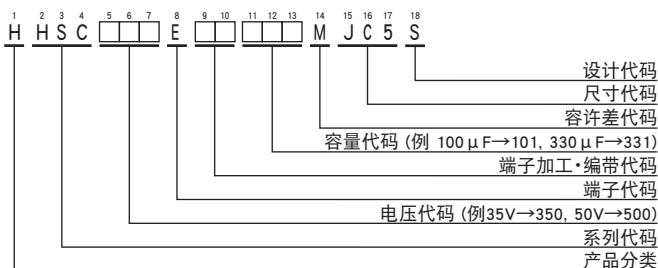 1 2 3 4 5 6 7 8 9 10 11 12 13 14 15 16 17 18
H HSC □□□ E □□ □□□ M JC5 S
设计代码
尺寸代码
容许差代码
容量代码 (例 100μF→101, 330μF→331)
端子加工·编带代码
端子代码
电压代码 (例35V→350, 50V→500)
系列代码
产品分类